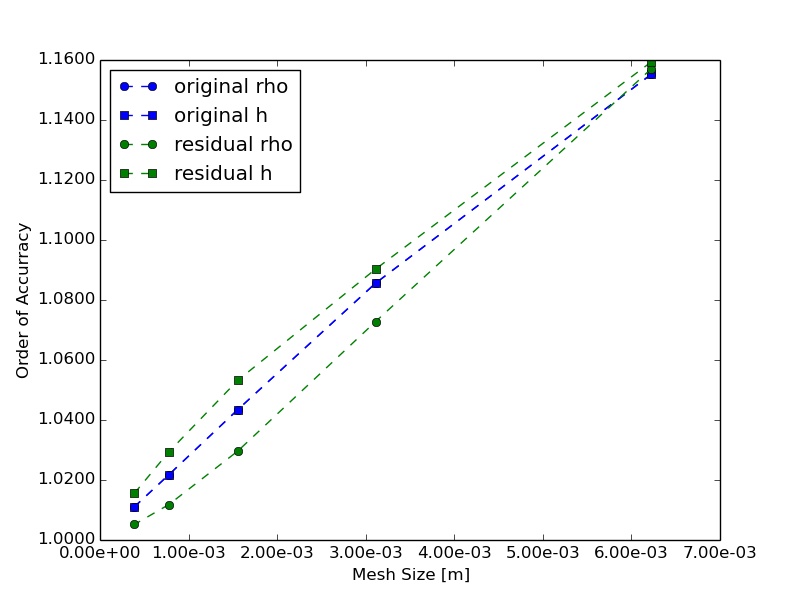 1.1600
1.1400
1.1200
1.1000
1.0800
1.0600
1.0400
1.0200
1.0000
Order of Accurracy
original rho
original h
residual rho
residual h
0.00e+00 1.00e-03 2.00e-03 3.00e-03 4.00e-03 5.00e-03 6.00e-03 7.00e-03
Mesh Size [m]